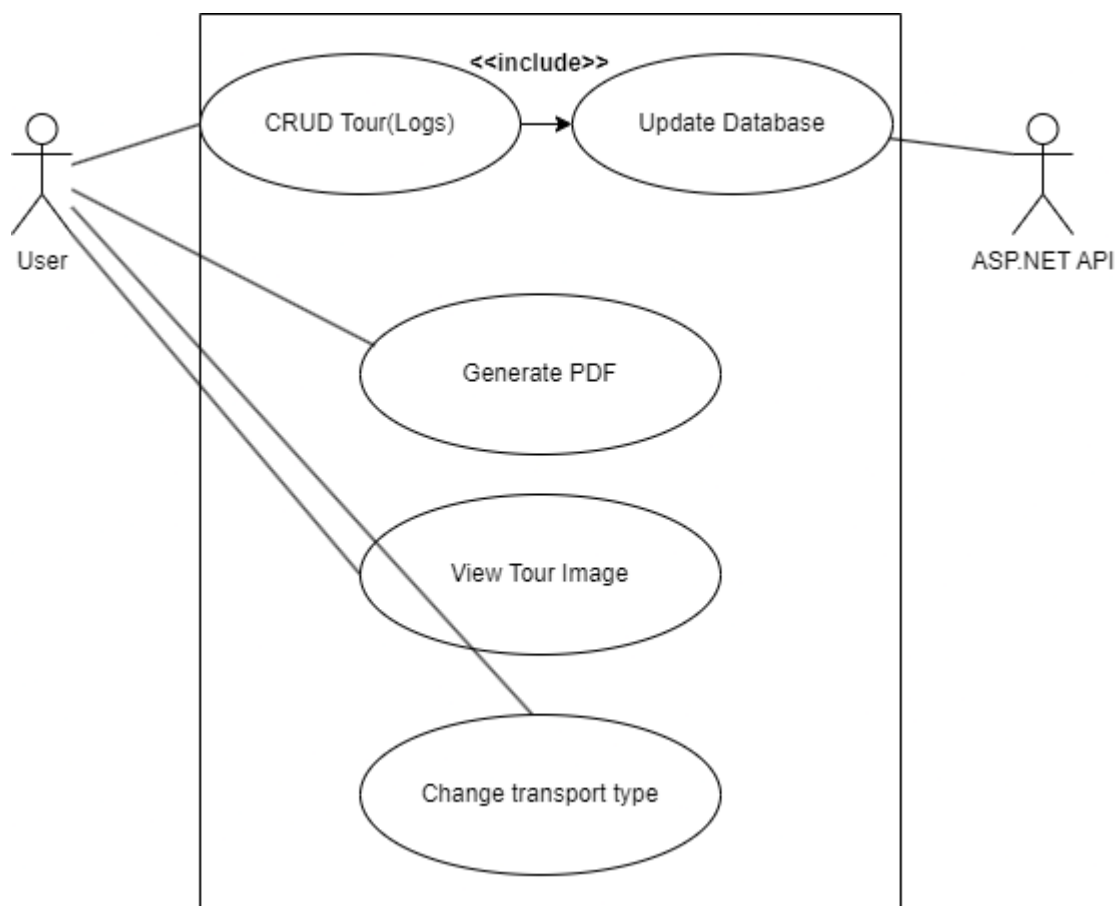 <<include>>
CRUD Tour(Logs)
Update Database
User
ASP.NET API
Generate PDF
View Tour Image
Change transport type